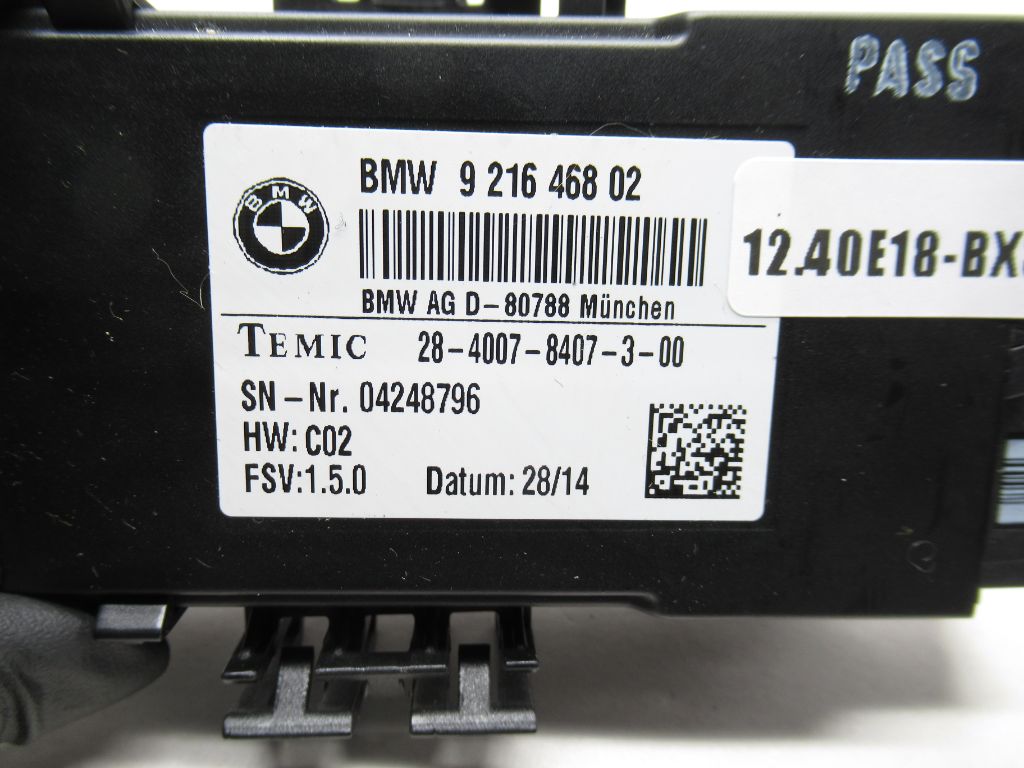 PASS
BMW
BMW 9 216 468 02
12.40E18-BX
BMW AG D-80788 München
TEMIC 28-4007-8407-3-00
SN-Nr. 04248796
HW: C02
FSV:1.5.0 Datum: 28/14